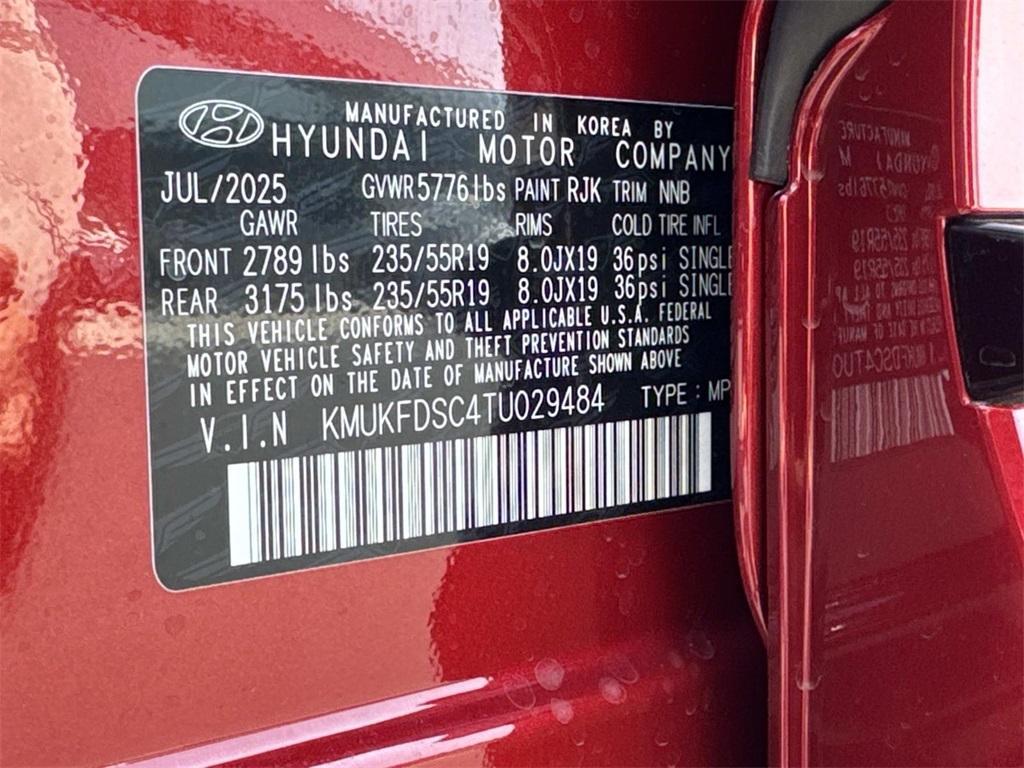 MANUFACTURED IN KOREA BY
HYUNDAI MOTOR COMPANY
JUL/2025 GVWR 5776 lbs PAINT RJK TRIM NNB
GAWR TIRES RIMS COLD TIRE INFL
FRONT 2789 lbs 235/55R19 8.0JX19 36psi SINGLE
REAR 3175 lbs 235/55R19 8.0JX19 36psi SINGLE
THIS VEHICLE CONFORMS TO ALL APPLICABLE U.S.A. FEDERAL
MOTOR VEHICLE SAFETY AND THEFT PREVENTION STANDARDS
IN EFFECT ON THE DATE OF MANUFACTURE SHOWN ABOVE
V.I.N KMUKFDSC4TU029484 TYPE : MP